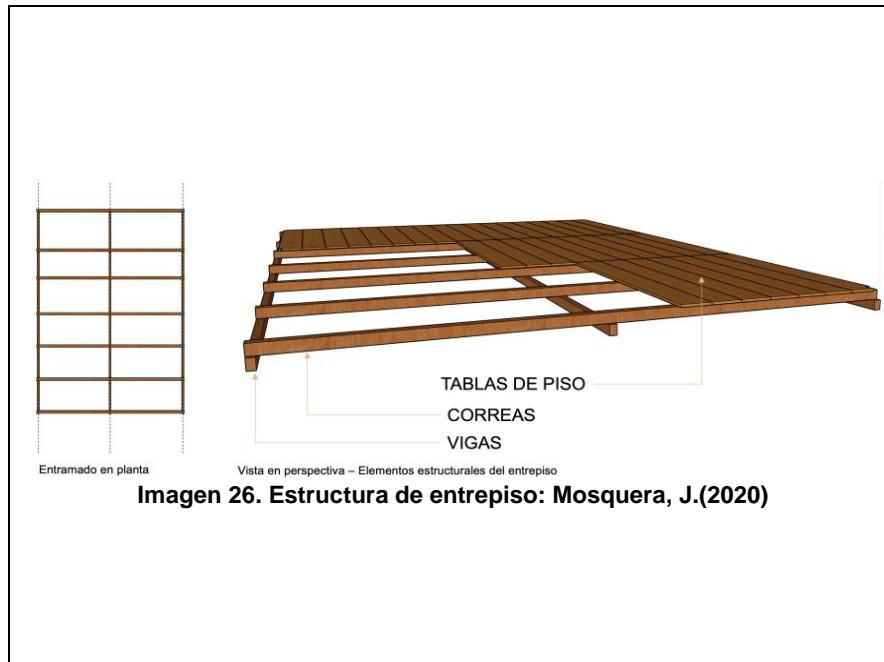 TABLAS DE PISO
CORREAS
VIGAS
Entramado en planta
Vista en perspectiva – Elementos estructurales del entrepiso
Imagen 26. Estructura de entrepiso: Mosquera, J.(2020)